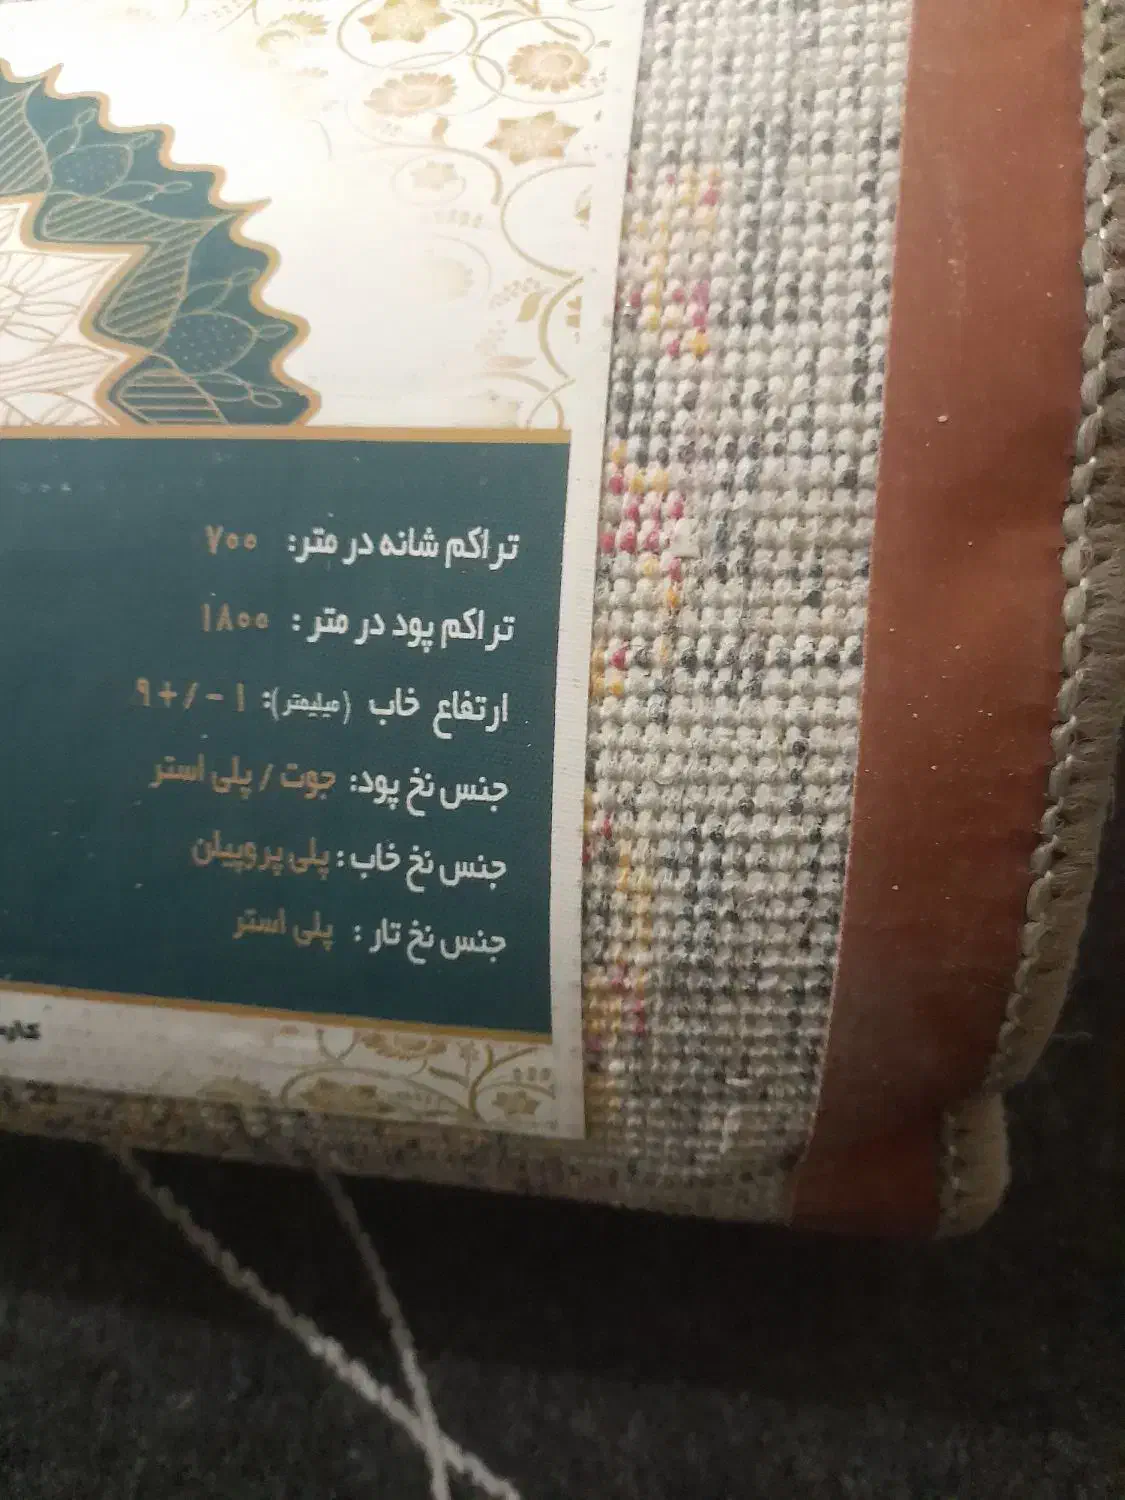 تراکم شانه در متر: ۷۰۰
تراکم پود در متر: ۱۸۰۰
ارتفاع خاب (میلیمتر): ۱ - / + ۹
جنس نخ پود: جوت / پلی استر
جنس نخ خاب: پلی پروپیلن
جنس نخ تار: پلی استر